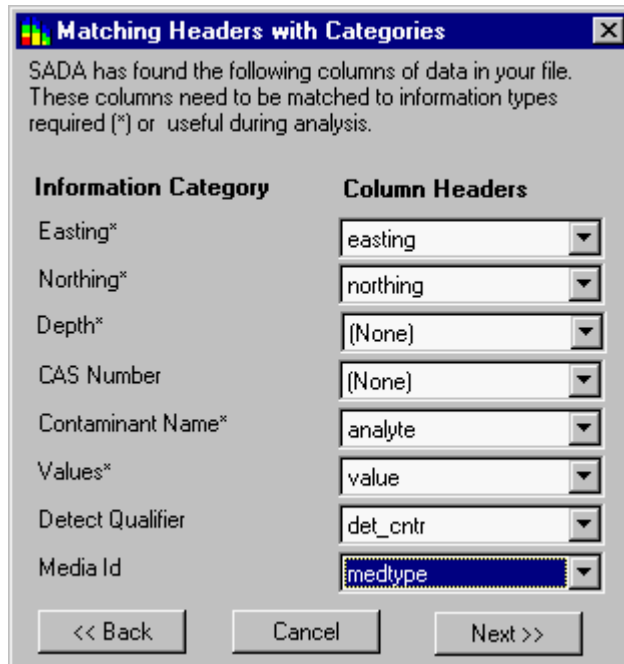 Matching Headers with Categories
SADA has found the following columns of data in your file.
These columns need to be matched to information types
required (*) or useful during analysis.
Information Category Column Headers
Easting* easting
Northing* northing
Depth* (None)
CAS Number (None)
Contaminant Name* analyte
Values* value
Detect Qualifier det_cntr
Media Id medtype
<< Back Cancel Next >>